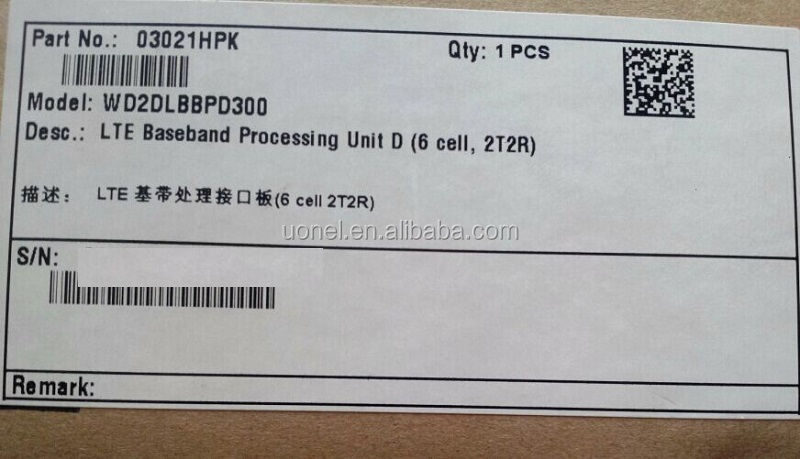 Part No.: 03021HPK
Qty: 1 PCS
Model: WD2DLBBPD300
Desc.: LTE Baseband Processing Unit D (6 cell, 2T2R)
描述: LTE 基带处理接口板(6 cell 2T2R)
uonel.en.alibaba.com
S/N:
Remark: